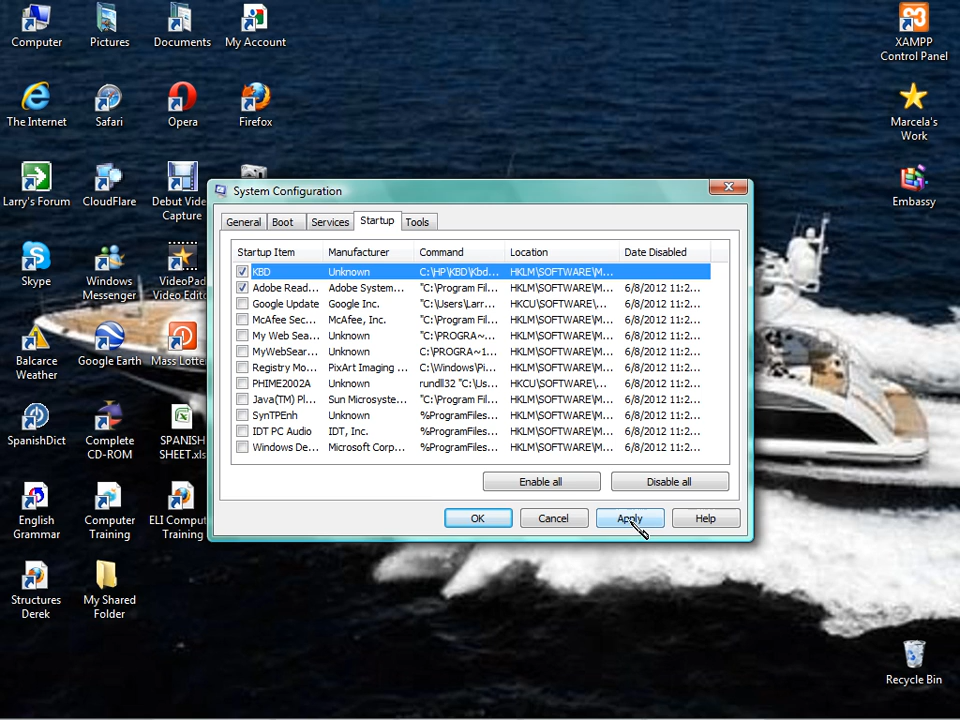 Computer
Pictures
Documents
My Account
XAMPP
Control Panel
The Internet
Safari
Opera
Firefox
Marcela's
Work
Larry's Forum
CloudFlare
Debut Vide
Capture
Embassy
Skype
Windows
Messenger
VideoPad
Video Edito
Balcarce
Weather
Google Earth
Mass Lotte
SpanishDict
Complete
CD-ROM
SPANISH
SHEET.xls
English
Grammar
Computer
Training
ELI Comput
Training
Structures
Derek
My Shared
Folder
Recycle Bin
System Configuration
General Boot Services Startup Tools
Startup Item Manufacturer Command Location Date Disabled
KBD Unknown C:\HP\KBD\Kbd... HKLM\SOFTWARE\M...
Adobe Read... Adobe System... "C:\Program Fil... HKLM\SOFTWARE\M... 6/8/2012 11:2...
Google Update Google Inc. "C:\Users\Larr... HKCU\SOFTWARE\... 6/8/2012 11:2...
McAfee Sec... McAfee, Inc. "C:\Program Fil... HKLM\SOFTWARE\M... 6/8/2012 11:2...
My Web Sea... Unknown "C:\PROGRA~... HKLM\SOFTWARE\M... 6/8/2012 11:2...
MyWebSear... Unknown C:\PROGRA~1... HKLM\SOFTWARE\M... 6/8/2012 11:2...
Registry Mo... PixArt Imaging ... C:\Windows\Pi... HKLM\SOFTWARE\M... 6/8/2012 11:2...
PHIME2002A Unknown rundll32 "C:\Us... HKCU\SOFTWARE\... 6/8/2012 11:2...
Java(TM) Pl... Sun Microsyste... "C:\Program Fil... HKLM\SOFTWARE\M... 6/8/2012 11:2...
SynTPEnh Unknown %ProgramFiles... HKLM\SOFTWARE\M... 6/8/2012 11:2...
IDT PC Audio IDT, Inc. %ProgramFiles... HKLM\SOFTWARE\M... 6/8/2012 11:2...
Windows De... Microsoft Corp... %ProgramFiles... HKLM\SOFTWARE\M... 6/8/2012 11:2...
Enable all Disable all
OK Cancel Apply Help